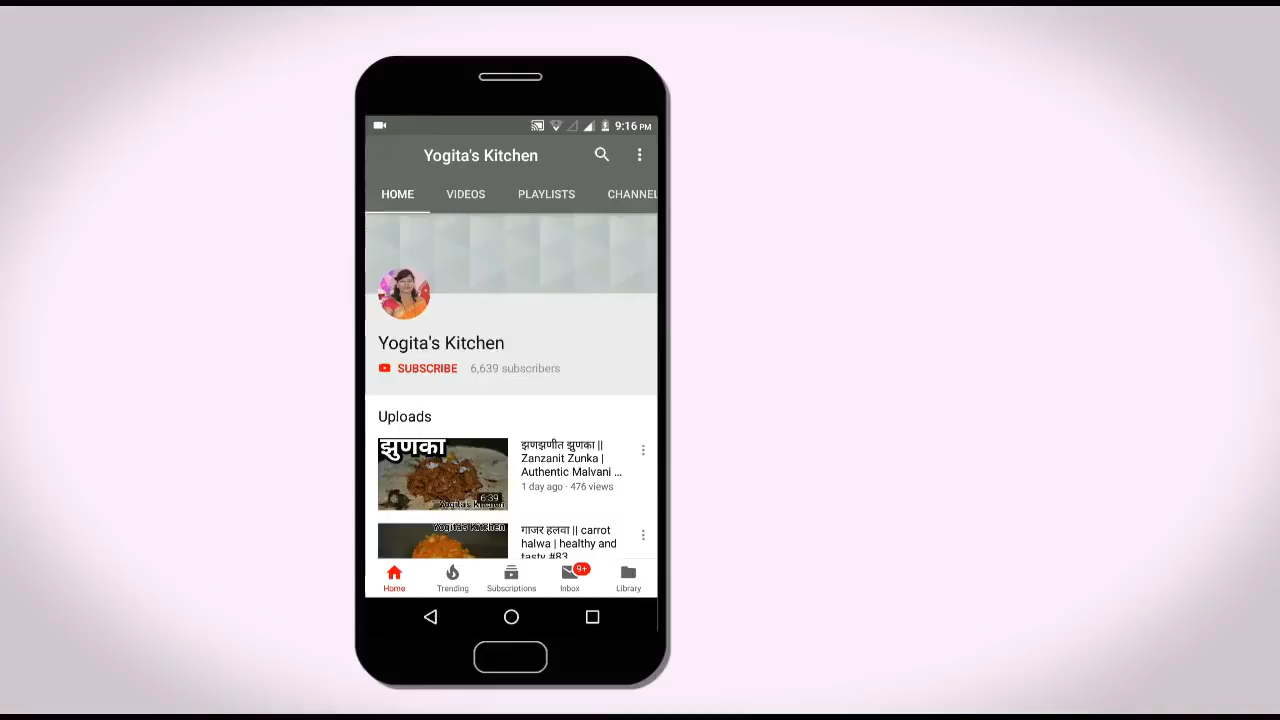 9:16 PM
Yogita's Kitchen
HOME VIDEOS PLAYLISTS CHANNEL
Yogita's Kitchen
SUBSCRIBE 6,639 subscribers
Uploads
झुणका
6:39
Yogita's Kitchen
झणझणीत झुणका ||
Zanzanit Zunka |
Authentic Malvani ...
1 day ago · 476 views
Yogita's Kitchen
गाजर हलवा || carrot
halwa | healthy and
tasty #83
9+
Home Trending Subscriptions Inbox Library